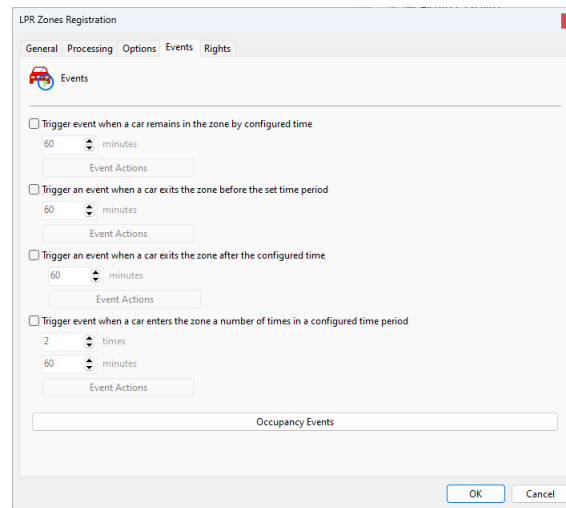 LPR Zones Registration
General Processing Options Events Rights
Events
Trigger event when a car remains in the zone by configured time
60 minutes
Event Actions
Trigger an event when a car exits the zone before the set time period
60 minutes
Event Actions
Trigger an event when a car exits the zone after the configured time
60 minutes
Event Actions
Trigger event when a car enters the zone a number of times in a configured time period
2 times
60 minutes
Event Actions
Occupancy Events
OK Cancel